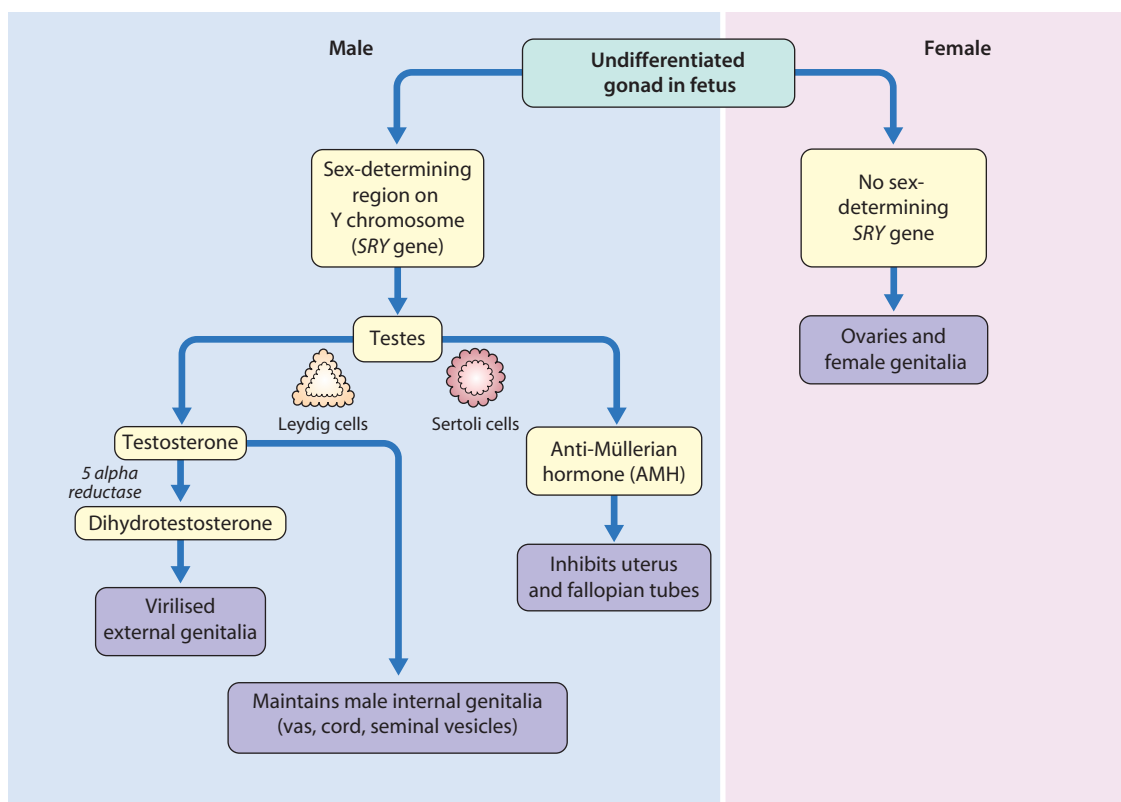 Male
Undifferentiated
gonad in fetus
Female
Sex-determining
region on
Y chromosome
(SRY gene)
No sex-
determining
SRY gene
Testes
Ovaries and
female genitalia
Leydig cells
Sertoli cells
Testosterone
Anti-Müllerian
hormone (AMH)
5 alpha
reductase
Dihydrotestosterone
Inhibits uterus
and fallopian tubes
Virilised
external genitalia
Maintains male internal genitalia
(vas, cord, seminal vesicles)